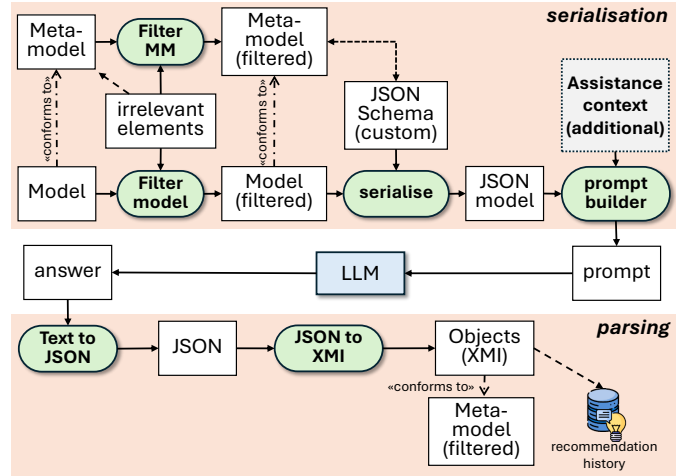 serialisation
Meta-
model
Filter
MM
Meta-
model
(filtered)
irrelevant
elements
JSON
Schema
(custom)
Assistance
context
(additional)
«conforms to»
«conforms to»
Model
Filter
model
Model
(filtered)
serialise
JSON
model
prompt
builder
answer
LLM
prompt
parsing
Text to
JSON
JSON
JSON to
XMI
Objects
(XMI)
«conforms to»
Meta-
model
(filtered)
recommendation
history